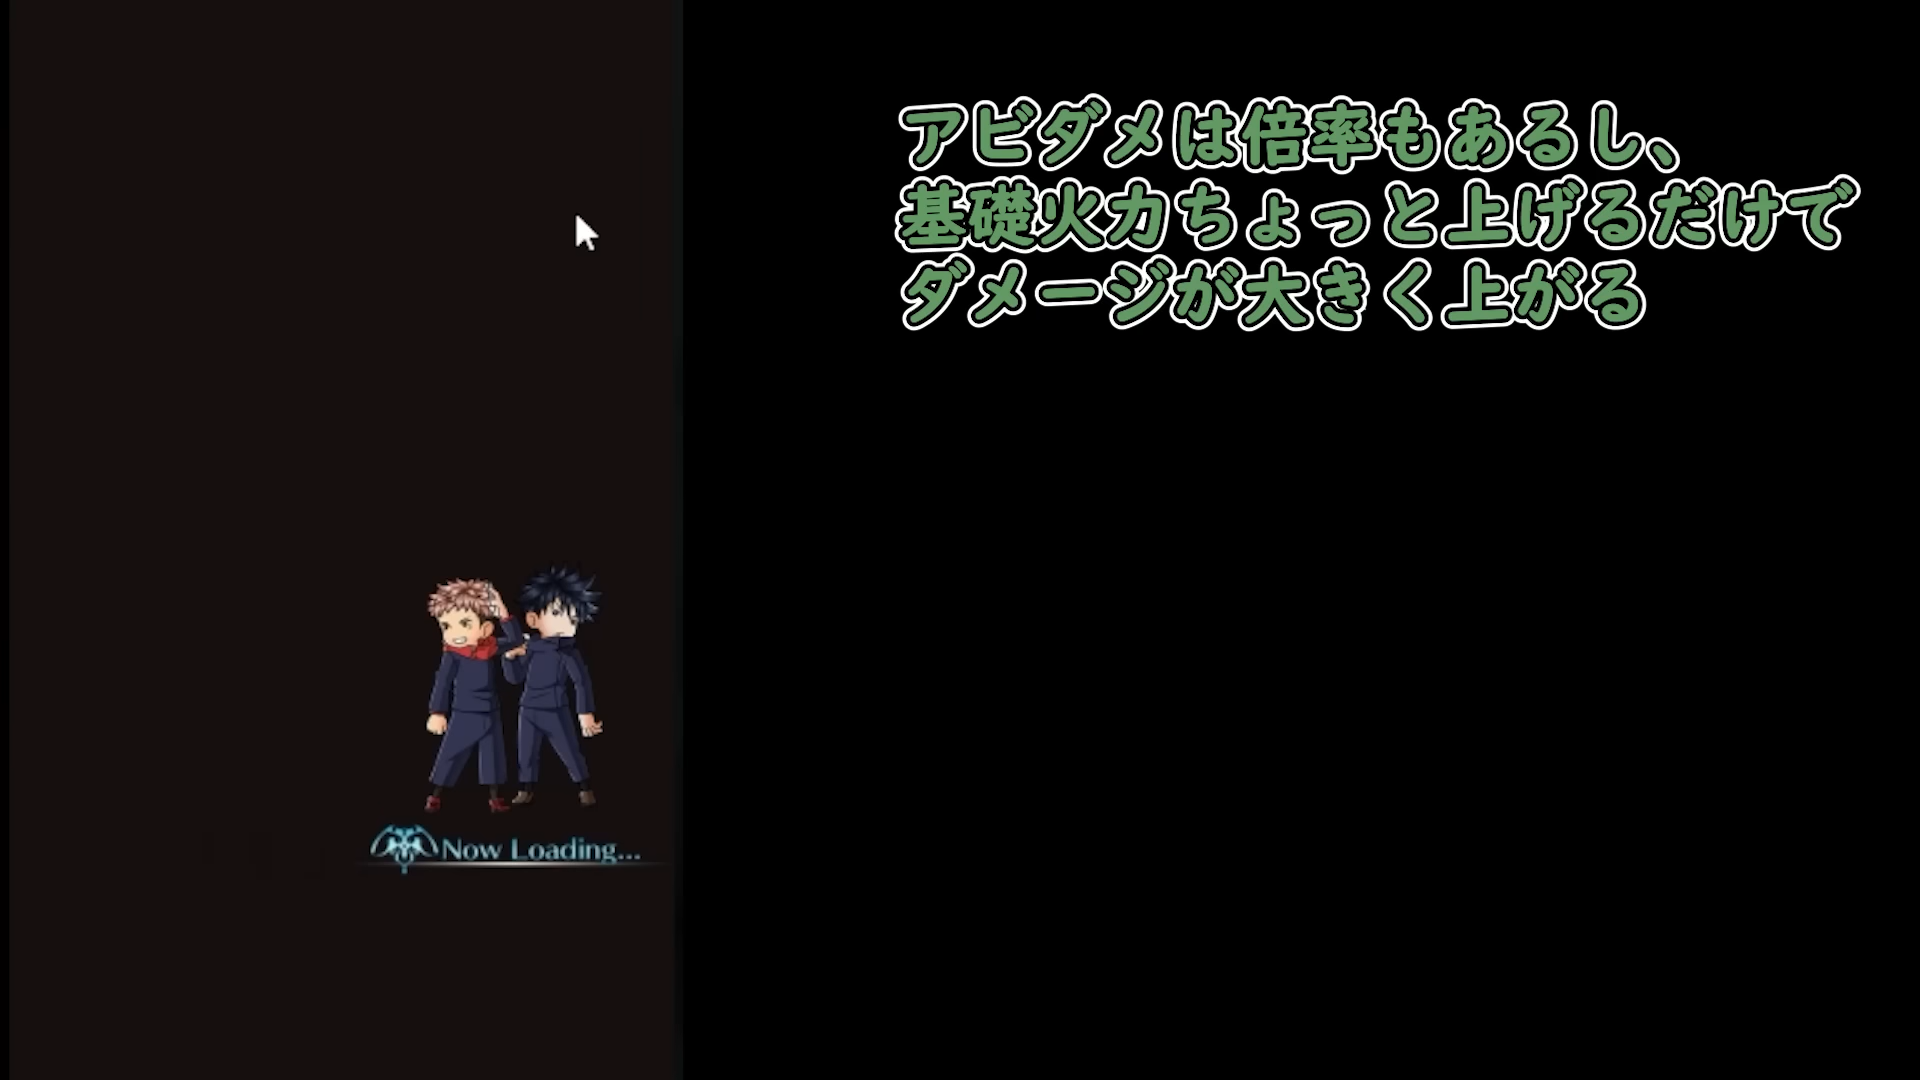 アビダメは倍率もあるし、
基礎火力ちょっと上げるだけで
ダメージが大きく上がる
Now Loading...